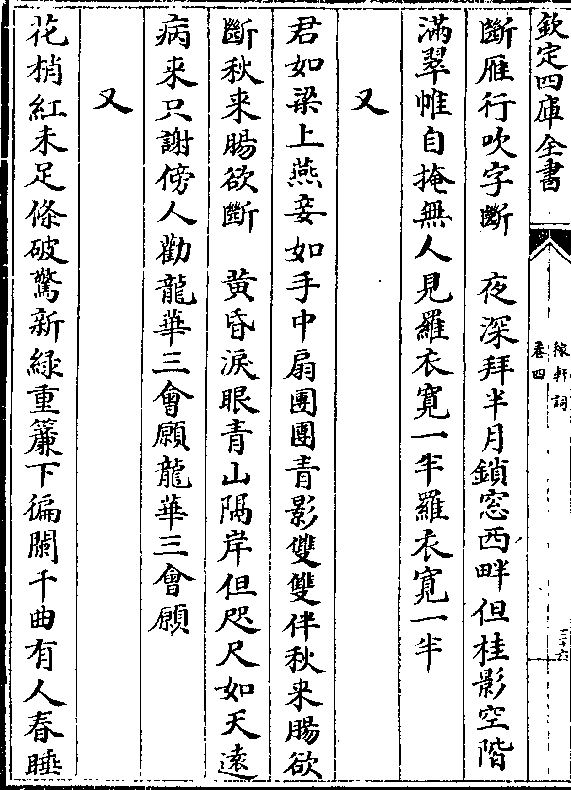 欽定四庫全書
稼軒詞
卷四
三十六
斷雁行吹字斷　夜深拜半月鎖窓西畔但桂影空階
滿翠帷自掩無人見羅衣寛一半羅衣寛一半
又
君如梁上燕妾如手中扇團團青影雙雙伴秋来腸欲
斷秋来腸欲斷　黄昏淚眼青山隔岸但咫尺如天遠
病来只謝傍人勸龍華三會願龍華三會願
又
花梢紅未足條破驚新緑重簾下徧闌干曲有人春睡